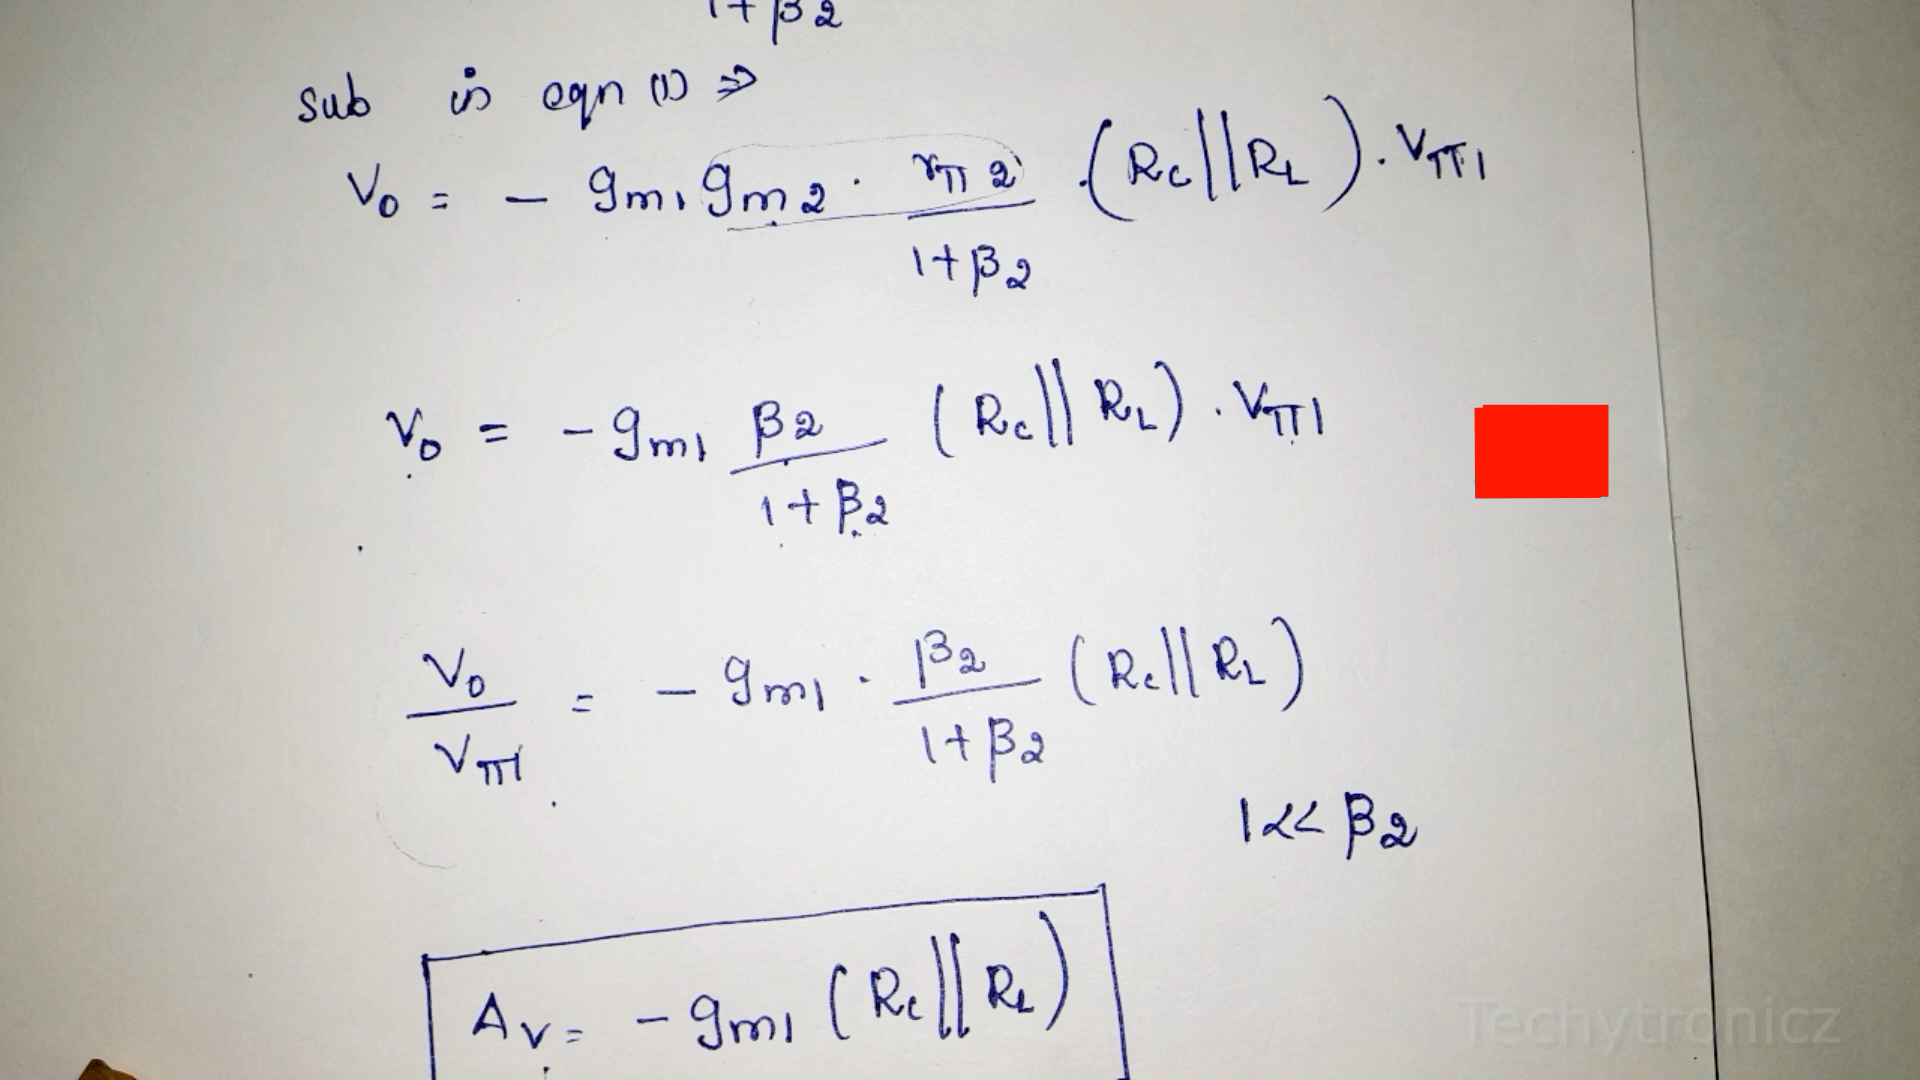 1+β2
sub in eqn (1) ⇒
V0 = - gm1 gm2 . rπ2 / 1+β2 .(Rc||RL).Vπ1
V0 = -gm1 β2 / 1+β2 (Rc||RL).Vπ1
V0 / Vπ1 = - gm1 . β2 / 1+β2 (Rc||RL)
1<< β2
Av= -gm1 (Rc||RL)
Techytronicz